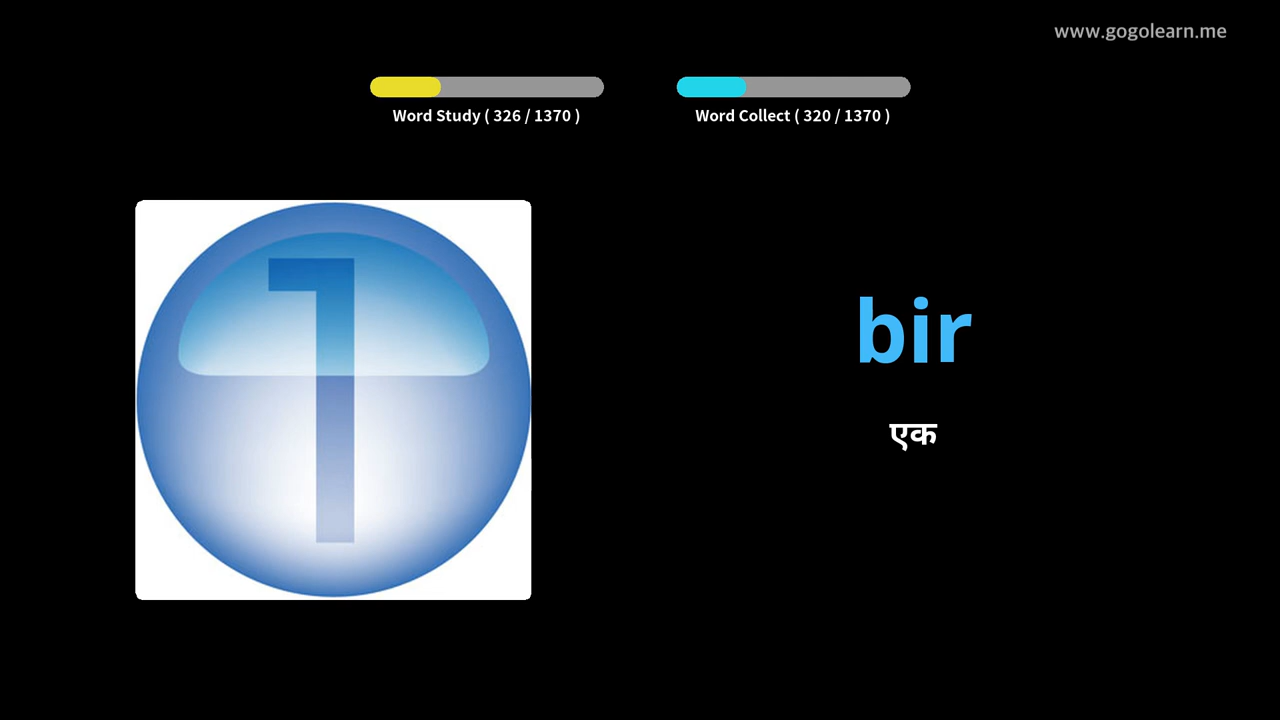 www.gogolearn.me
Word Study ( 326 / 1370 )
Word Collect ( 320 / 1370 )
1
bir
एक